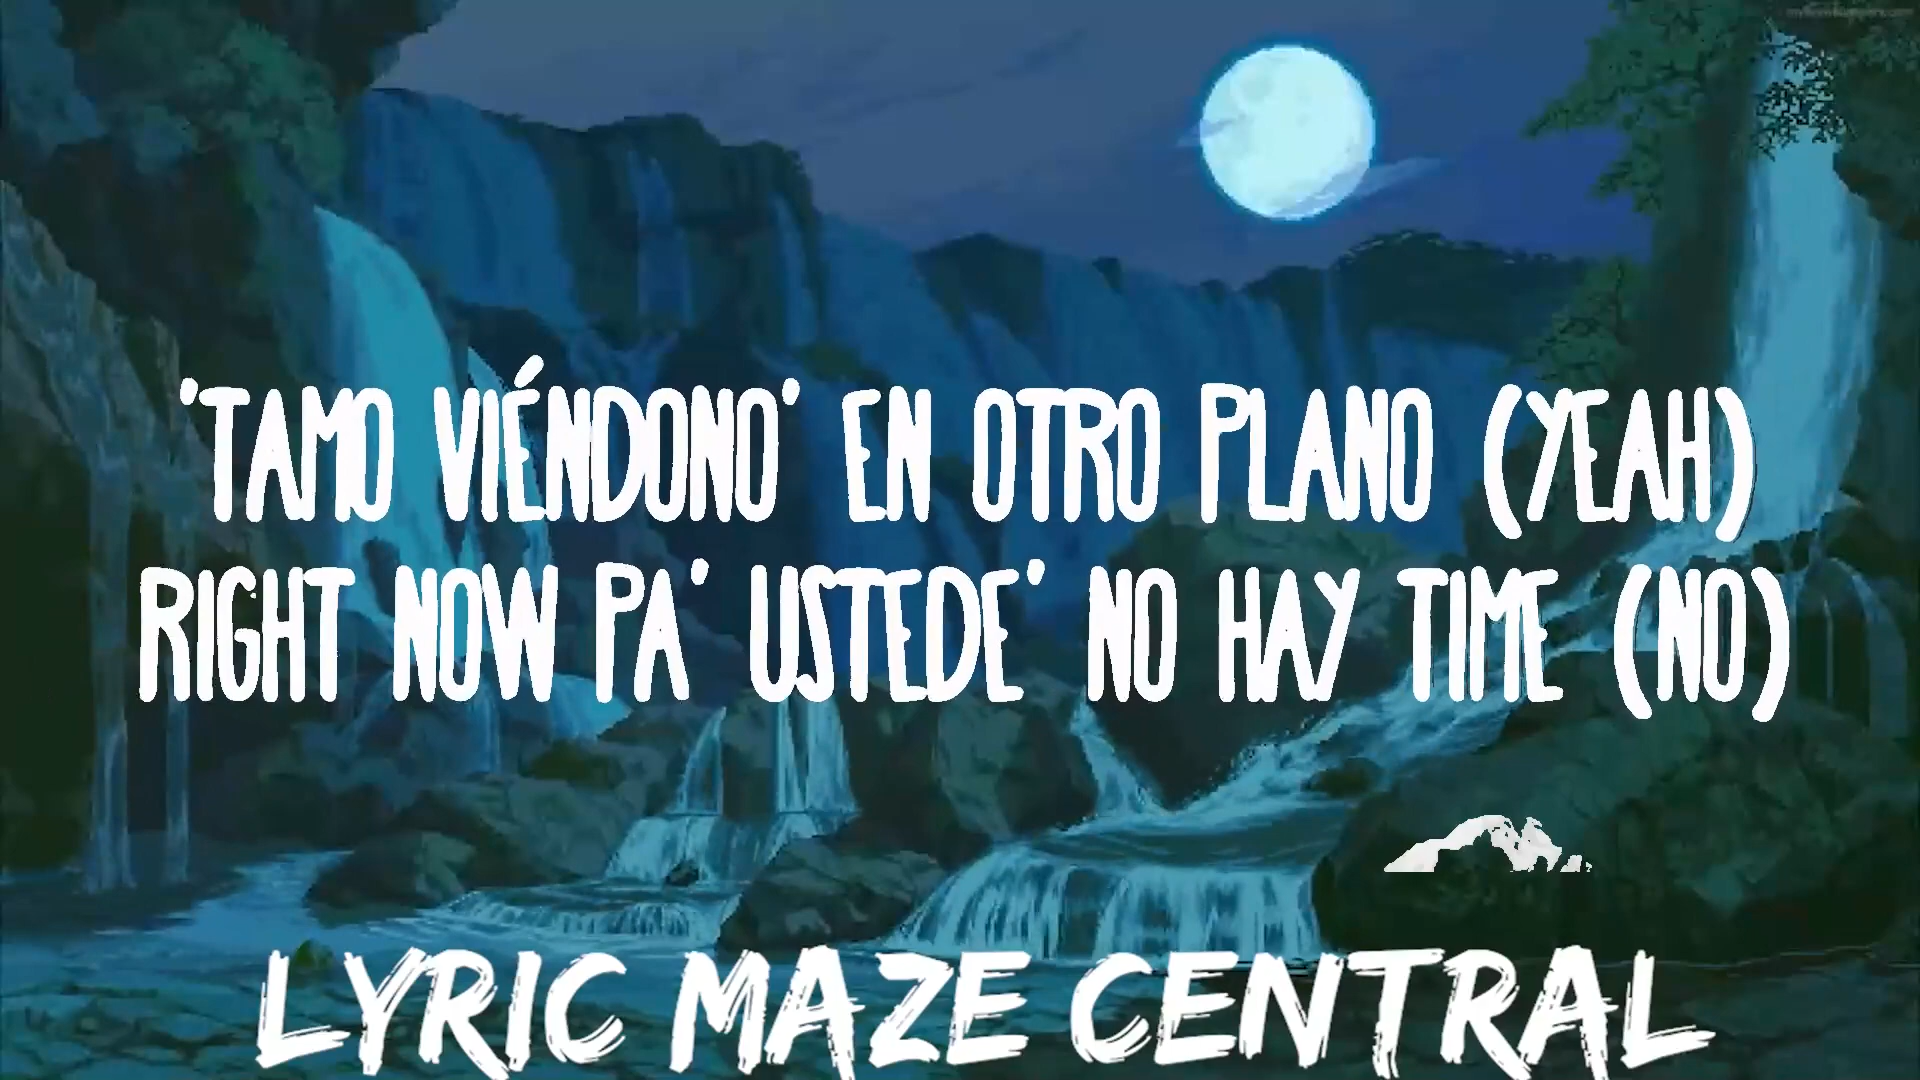 'TAMO VIÉNDONO' EN OTRO PLANO (YEAH)
RIGHT NOW PA' USTEDE' NO HAY TIME (NO)
LYRIC MAZE CENTRAL